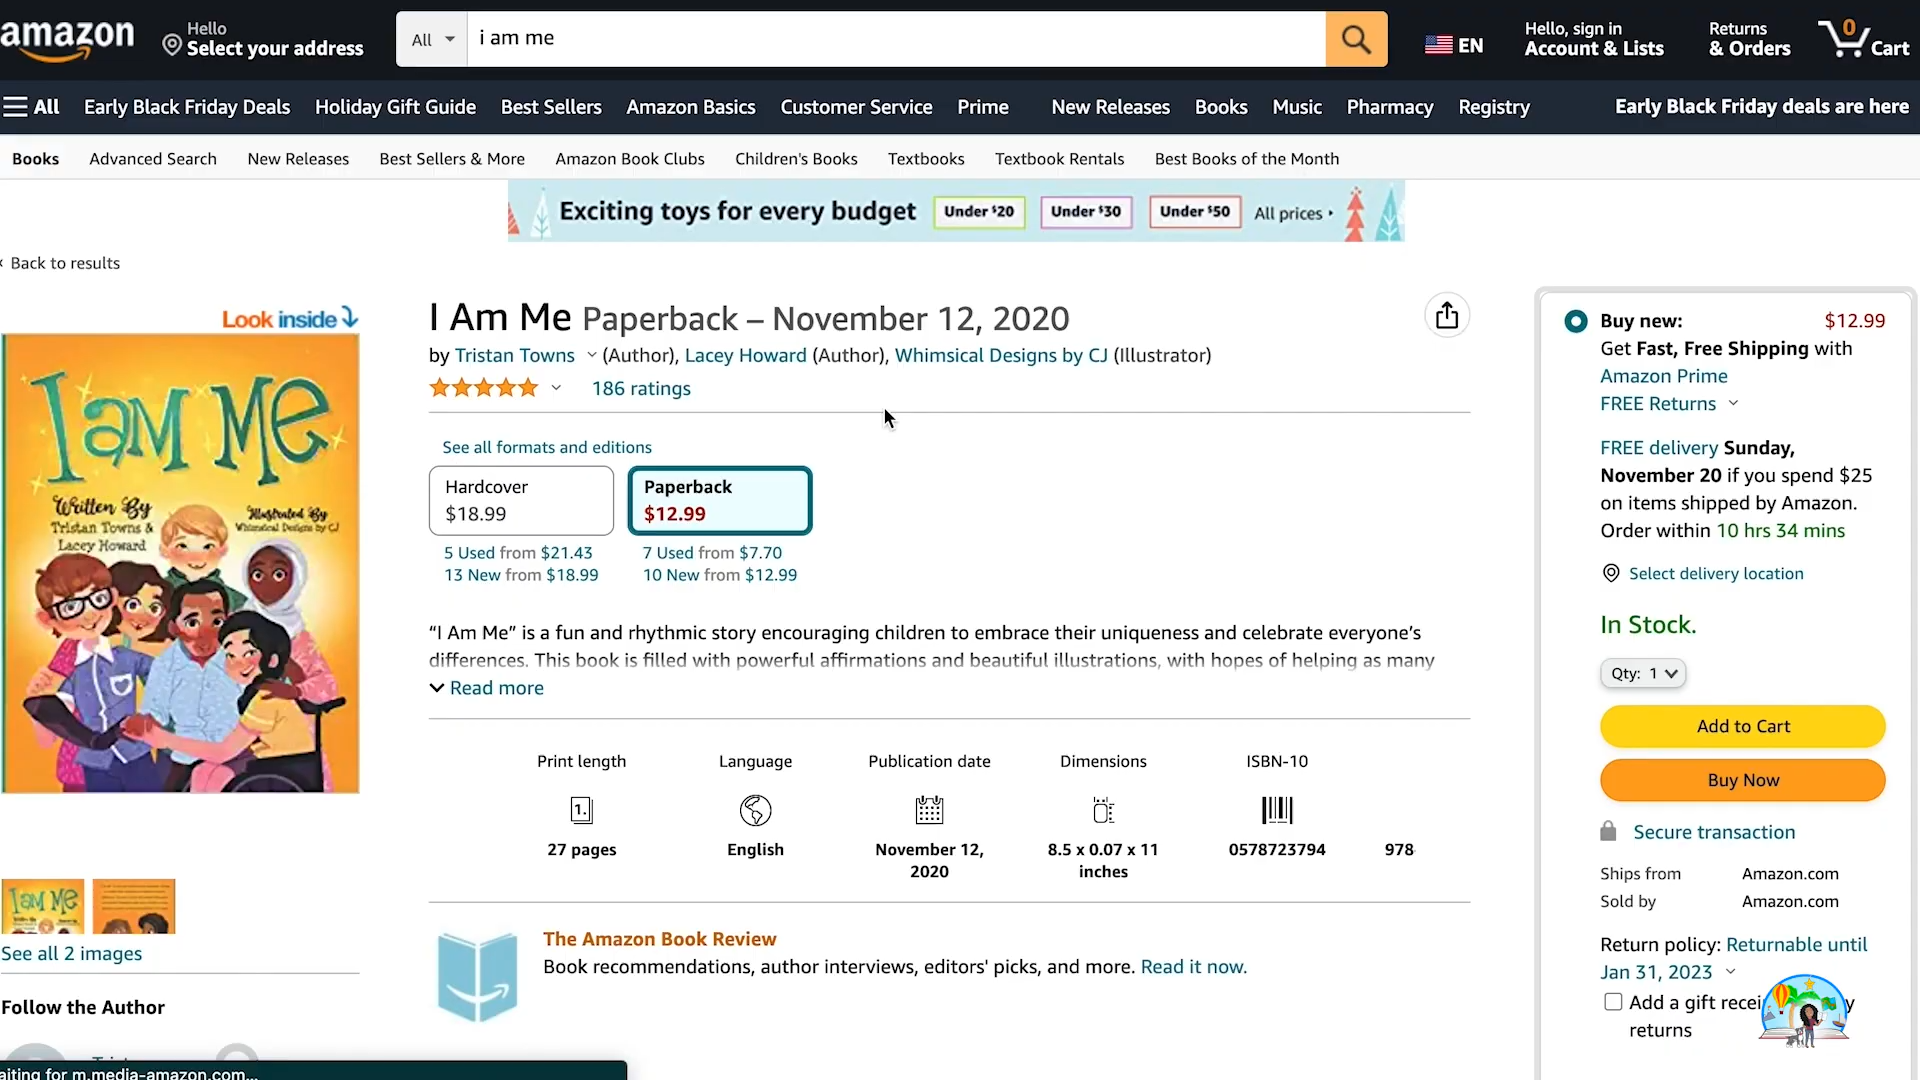 amazon
Hello
Select your address
All
i am me
EN
Hello, sign in
Account & Lists
Returns
& Orders
0
Cart
All
Early Black Friday Deals
Holiday Gift Guide
Best Sellers
Amazon Basics
Customer Service
Prime
New Releases
Books
Music
Pharmacy
Registry
Early Black Friday deals are here
Books
Advanced Search
New Releases
Best Sellers & More
Amazon Book Clubs
Children's Books
Textbooks
Textbook Rentals
Best Books of the Month
Exciting toys for every budget
Under $20
Under $30
Under $50
All prices
‹ Back to results
Look inside
I am Me
Written By
Tristan Towns &
Lacey Howard
Illustrated By
Whimsical Designs by CJ
See all 2 images
Follow the Author
I Am Me Paperback – November 12, 2020
by Tristan Towns (Author), Lacey Howard (Author), Whimsical Designs by CJ (Illustrator)
186 ratings
See all formats and editions
Hardcover
$18.99
5 Used from $21.43
13 New from $18.99
Paperback
$12.99
7 Used from $7.70
10 New from $12.99
“I Am Me” is a fun and rhythmic story encouraging children to embrace their uniqueness and celebrate everyone’s
differences. This book is filled with powerful affirmations and beautiful illustrations, with hopes of helping as many
Read more
Print length
1.
27 pages
Language
English
Publication date
November 12,
2020
Dimensions
8.5 x 0.07 x 11
inches
ISBN-10
0578723794
978
The Amazon Book Review
Book recommendations, author interviews, editors' picks, and more. Read it now.
Buy new:
$12.99
Get Fast, Free Shipping with
Amazon Prime
FREE Returns
FREE delivery Sunday,
November 20 if you spend $25
on items shipped by Amazon.
Order within 10 hrs 34 mins
Select delivery location
In Stock.
Qty: 1
Add to Cart
Buy Now
Secure transaction
Ships from Amazon.com
Sold by Amazon.com
Return policy: Returnable until
Jan 31, 2023
Add a gift recei
y
returns
aiting for m.media-amazon.com...